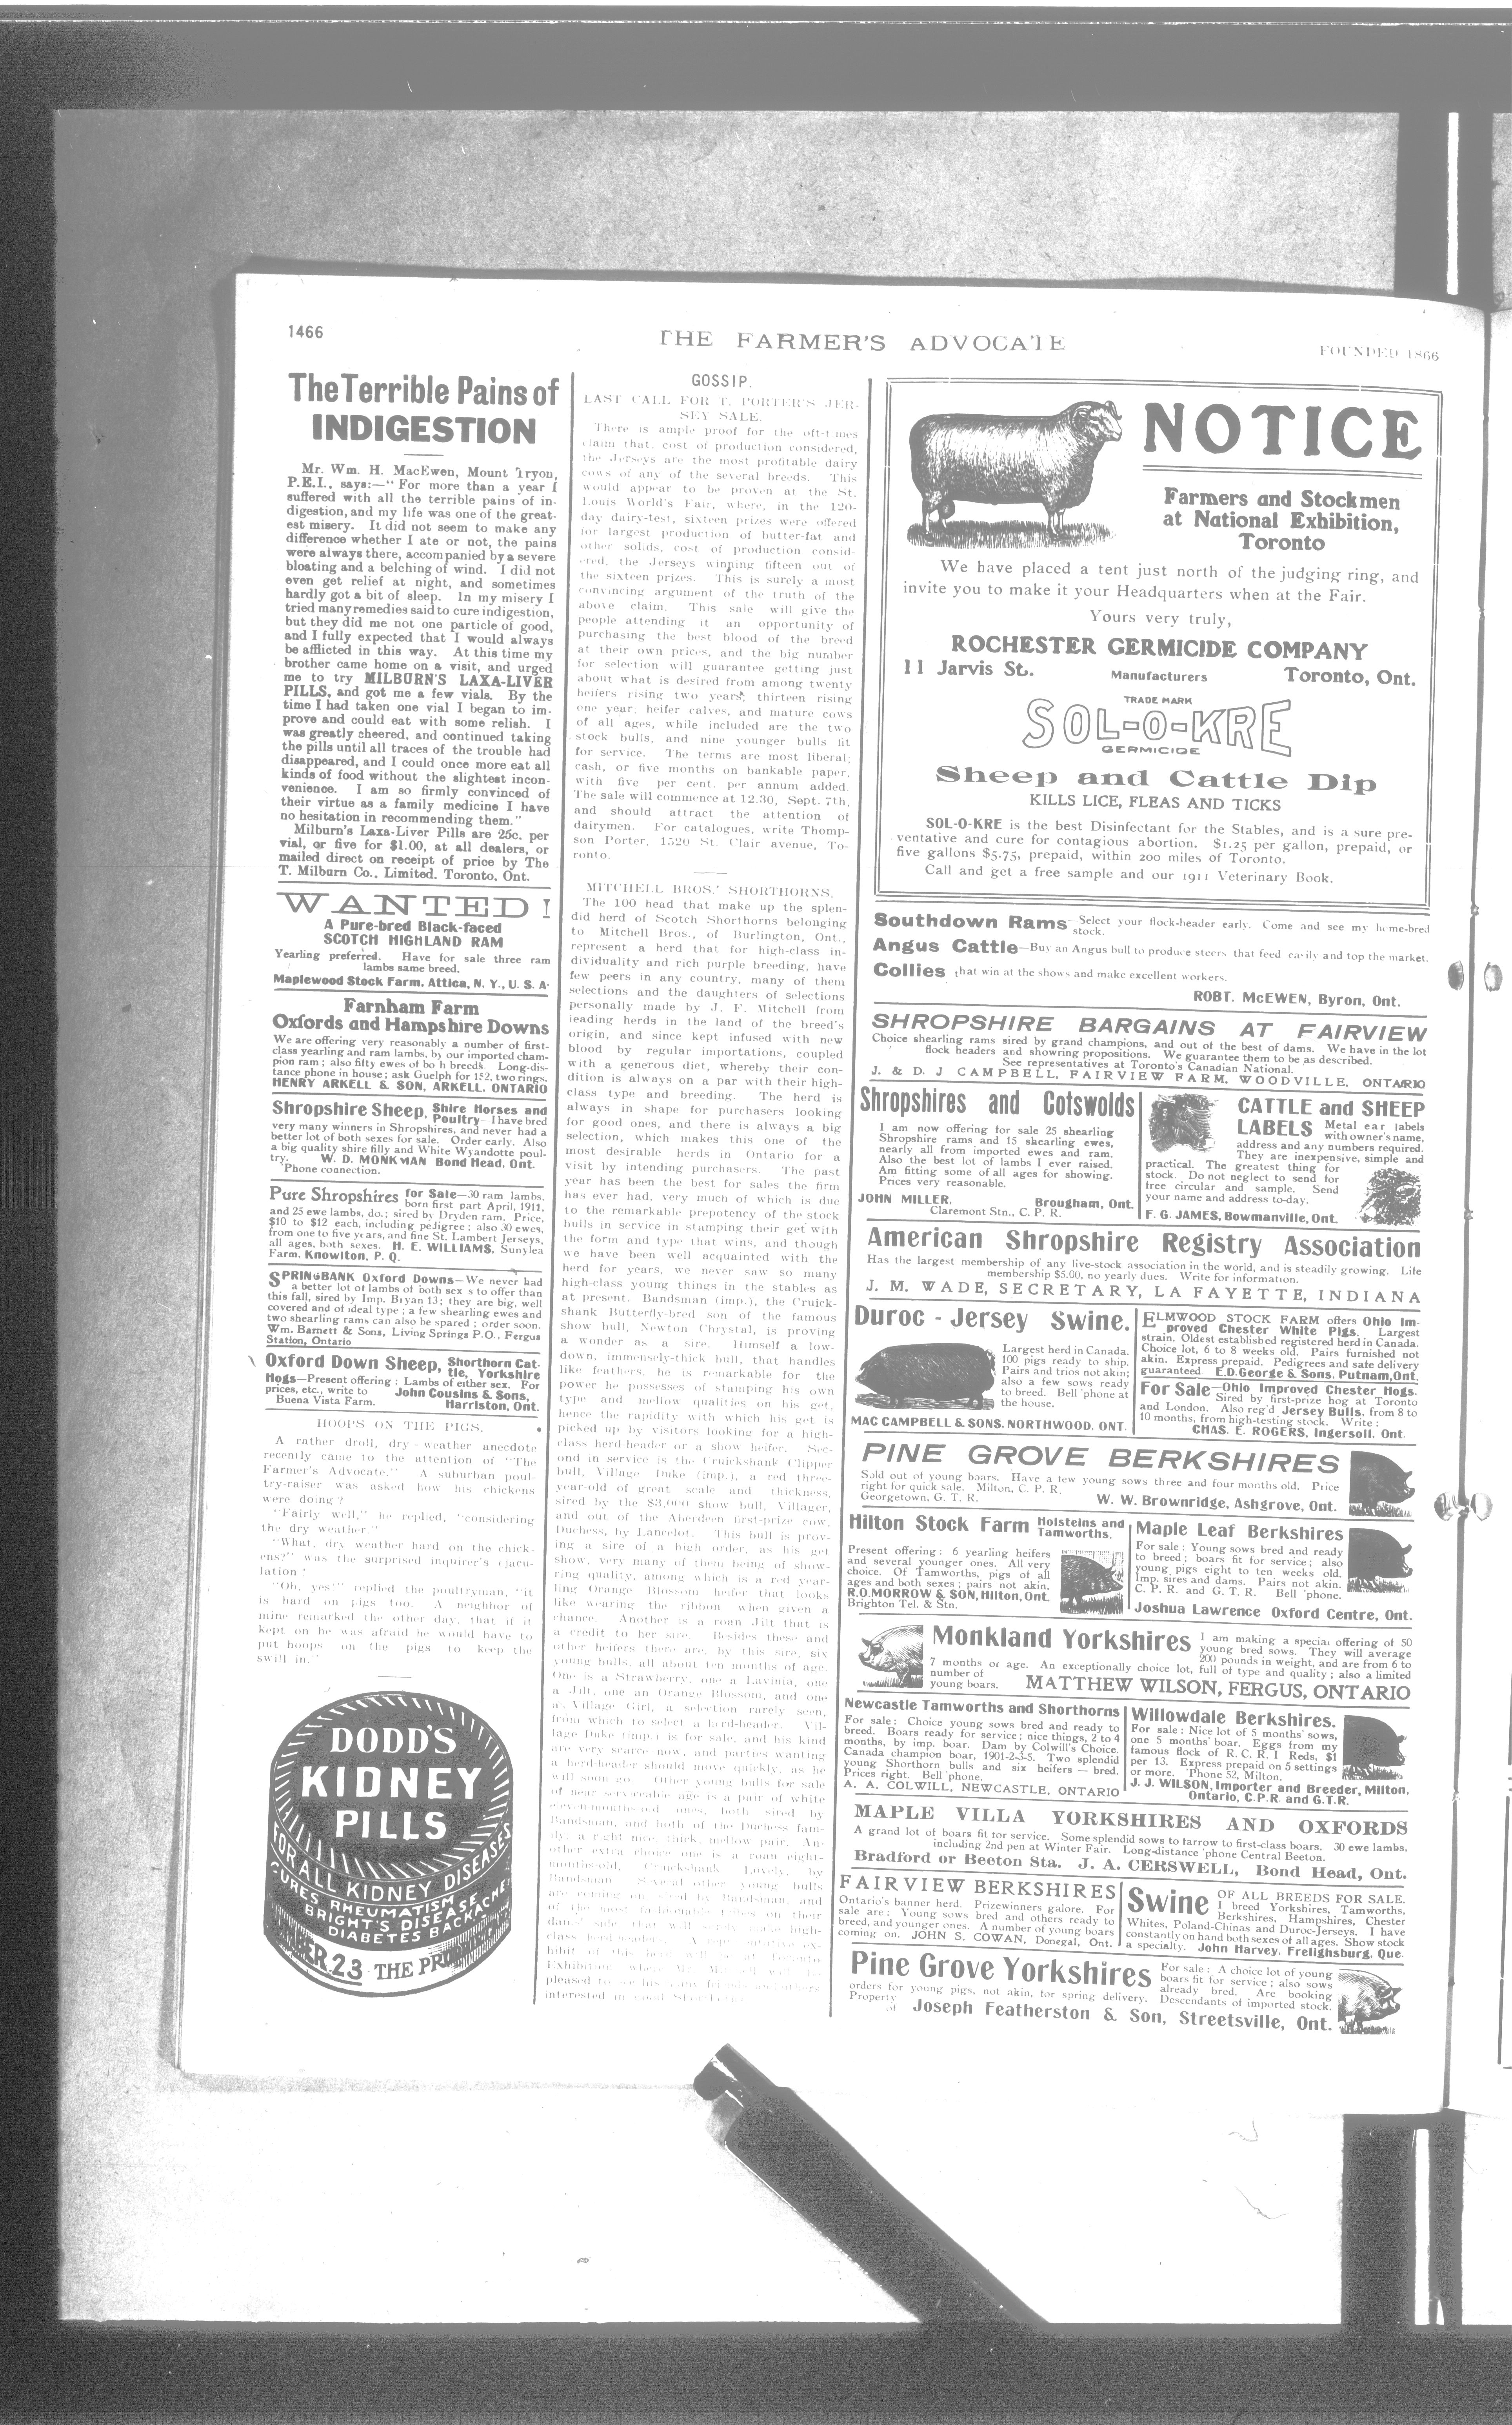 1466
THE FARMER'S ADVOCATE
FOUNDED 1866
The Terrible Pains of
INDIGESTION
Mr. Wm. H. MacEwen, Mount Tryon,
P.E.I., says:—" For more than a year I
suffered with all the terrible pains of in-
digestion, and my life was one of the great-
est misery. It did not seem to make any
difference whether I ate or not, the pains
were always there, accompanied by a severe
bloating and a belching of wind. I did not
even get relief at night, and sometimes
hardly got a bit of sleep. In my misery I
tried many remedies said to cure indigestion,
but they did me not one particle of good,
and I fully expected that I would always
be afflicted in this way. At this time my
brother came home on a visit, and urged
me to try MILBURN'S LAXA-LIVER
PILLS, and got me a few vials. By the
time I had taken one vial I began to im-
prove and could eat with some relish. I
was greatly cheered, and continued taking
the pills until all traces of the trouble had
disappeared, and I could once more eat all
kinds of food without the slightest incon-
venience. I am so firmly convinced of
their virtue as a family medicine I have
no hesitation in recommending them."
Milburn's Laxa-Liver Pills are 25c. per
vial, or five for $1.00, at all dealers, or
mailed direct on receipt of price by The
T. Milburn Co., Limited. Toronto, Ont.
WANTED!
A Pure-bred Black-faced
SCOTCH HIGHLAND RAM
Yearling preferred. Have for sale three ram
lambs same breed.
Maplewood Stock Farm, Attica, N. Y., U. S. A.
Farnham Farm
Oxfords and Hampshire Downs
We are offering very reasonably a number of first-
class yearling and ram lambs, by our imported cham-
pion ram; also fifty ewes of both breeds. Long-dis-
tance phone in house; ask Guelph for 152, two rings.
HENRY ARKELL & SON, ARKELL, ONTARIO
Shropshire Sheep, Shire Horses and
Poultry—I have bred
very many winners in Shropshires, and never had a
better lot of both sexes for sale. Order early. Also
a big quality shire filly and White Wyandotte poul-
try. W. D. MONKMAN Bond Head, Ont.
'Phone connection.
Pure Shropshires for Sale—30 ram lambs,
born first part April, 1911,
and 25 ewe lambs, do.; sired by Dryden ram. Price,
$10 to $12 each, including pedigree; also 30 ewes,
from one to five years, and fine St. Lambert Jerseys,
all ages, both sexes. H. E. WILLIAMS, Sunylea
Farm, Knowlton, P. Q.
SPRINGBANK Oxford Downs—We never had
a better lot of lambs of both sex s to offer than
this fall, sired by Imp. Bryan 13; they are big, well
covered and of ideal type; a few shearling ewes and
two shearling rams can also be spared; order soon.
Wm. Barnett & Sons, Living Springs P.O., Fergus
Station, Ontario
Oxford Down Sheep, Shorthorn Cat-
tle, Yorkshire
Hogs—Present offering: Lambs of either sex. For
prices, etc., write to John Cousins & Sons,
Buena Vista Farm. Harriston, Ont.
HOOPS ON THE PIGS.
A rather droll, dry-weather anecdote
recently came to the attention of "The
Farmer's Advocate." A suburban poul-
try-raiser was asked how his chickens
were doing?
"Fairly well," he replied, "considering
the dry weather."
"What, dry weather hard on the chick-
ens?" was the surprised inquirer's ejacu-
lation!
"Oh, yes" replied the poultryman, "it
is hard on pigs too. A neighbor of
mine remarked the other day, that if it
kept on he was afraid he would have to
put hoops on the pigs to keep the
swill in."
DODD'S
KIDNEY
PILLS
FOR ALL KIDNEY DISEASES
CURES RHEUMATISM
BRIGHT'S DISEASE
DIABETES BACKACHE
23 THE PR
GOSSIP.
LAST CALL FOR T. PORTER'S JER-
SEY SALE.
There is ample proof for the oft-times
claim that, cost of production considered,
the Jerseys are the most profitable dairy
cows of any of the several breeds. This
would appear to be proven at the St.
Louis World's Fair, where, in the 120-
day dairy-test, sixteen prizes were offered
for largest production of butter-fat and
other solids, cost of production consid-
ered, the Jerseys winning fifteen out of
the sixteen prizes. This is surely a most
convincing argument of the truth of the
above claim. This sale will give the
people attending it an opportunity of
purchasing the best blood of the breed
at their own prices, and the big number
for selection will guarantee getting just
about what is desired from among twenty
heifers rising two years, thirteen rising
one year, heifer calves, and mature cows
of all ages, while included are the two
stock bulls, and nine younger bulls fit
for service. The terms are most liberal;
cash, or five months on bankable paper,
with five per cent. per annum added.
The sale will commence at 12.30, Sept. 7th,
and should attract the attention of
dairymen. For catalogues, write Thomp-
son Porter, 1520 St. Clair avenue, To-
ronto.
MITCHELL BROS.' SHORTHORNS.
The 100 head that make up the splen-
did herd of Scotch Shorthorns belonging
to Mitchell Bros., of Burlington, Ont.,
represent a herd that for high-class in-
dividuality and rich purple breeding, have
few peers in any country, many of them
selections and the daughters of selections
personally made by J. F. Mitchell from
leading herds in the land of the breed's
origin, and since kept infused with new
blood by regular importations, coupled
with a generous diet, whereby their con-
dition is always on a par with their high-
class type and breeding. The herd is
always in shape for purchasers looking
for good ones, and there is always a big
selection, which makes this one of the
most desirable herds in Ontario for a
visit by intending purchasers. The past
year has been the best for sales the firm
has ever had, very much of which is due
to the remarkable prepotency of the stock
bulls in service in stamping their get with
the form and type that wins, and though
we have been well acquainted with the
herd for years, we never saw so many
high-class young things in the stables as
at present. Bandsman (imp.), the Cruick-
shank Butterfly-bred son of the famous
show bull, Newton Chrystal, is proving
a wonder as a sire. Himself a low-
down, immensely-thick bull, that handles
like feathers, he is remarkable for the
power he possesses of stamping his own
type and mellow qualities on his get,
hence the rapidity with which his get is
picked up by visitors looking for a high-
class herd-header or a show heifer. Sec-
ond in service is the Cruickshank Clipper
bull, Village Duke (imp.), a red three-
year-old of great scale and thickness,
sired by the $3,000 show bull, Villager,
and out of the Aberdeen first-prize cow,
Duchess, by Lancelot. This bull is prov-
ing a sire of a high order, as his get
show, very many of them being of show-
ring quality, among which is a red year-
ling Orange Blossom heifer that looks
like wearing the ribbon when given a
chance. Another is a roan Jilt that is
a credit to her sire. Besides these and
other heifers there are, by this sire, six
young bulls, all about ten months of age.
One is a Strawberry, one a Lavinia, one
a Jilt, one an Orange Blossom, and one
a Village Girl, a selection rarely seen,
from which to select a herd-header. Vil-
lage Duke (imp.) is for sale, and his kind
are very scarce now, and parties wanting
a herd-header should move quickly, as he
will soon go. Other young bulls for sale
of near serviceable age is a pair of white
eleven-months-old ones, both sired by
Bandsman, and both of the Duchess fam-
ily; a right nice, thick, mellow pair. An-
other extra choice one is a roan eight-
months-old, Cruickshank Lovely, by
Bandsman. Several other young bulls
are coming on sired by Bandsman, and
of the most fashionable tribes on their
dams' side, that will surely make high-
class herd-headers. A
hibit of this herd will be at Toronto
Exhibition where Mr. Mitchell will be
pleased to see his many friends and others
interested in good Shorthorns.
NOTICE
Farmers and Stockmen
at National Exhibition,
Toronto
We have placed a tent just north of the judging ring, and
invite you to make it your Headquarters when at the Fair.
Yours very truly,
ROCHESTER GERMICIDE COMPANY
11 Jarvis St. Manufacturers Toronto, Ont.
TRADE MARK
SOL-O-KRE
GERMICIDE
Sheep and Cattle Dip
KILLS LICE, FLEAS AND TICKS
SOL-O-KRE is the best Disinfectant for the Stables, and is a sure pre-
ventative and cure for contagious abortion. $1.25 per gallon, prepaid, or
five gallons $5.75, prepaid, within 200 miles of Toronto.
Call and get a free sample and our 1911 Veterinary Book.
Southdown Rams—Select your flock-header early. Come and see my home-bred
stock.
Angus Cattle—Buy an Angus bull to produce steers that feed easily and top the market.
Collies that win at the shows and make excellent workers.
ROBT. McEWEN, Byron, Ont.
SHROPSHIRE BARGAINS AT FAIRVIEW
Choice shearling rams sired by grand champions, and out of the best of dams. We have in the lot
flock headers and showring propositions. We guarantee them to be as described.
See representatives at Toronto's Canadian National.
J. & D. J CAMPBELL, FAIRVIEW FARM, WOODVILLE, ONTARIO
Shropshires and Cotswolds
I am now offering for sale 25 shearling
Shropshire rams and 15 shearling ewes,
nearly all from imported ewes and ram.
Also the best lot of lambs I ever raised.
Am fitting some of all ages for showing.
Prices very reasonable.
JOHN MILLER, Brougham, Ont.
Claremont Stn., C. P. R.
CATTLE and SHEEP
LABELS Metal ear labels
with owner's name,
address and any numbers required.
They are inexpensive, simple and
practical. The greatest thing for
stock. Do not neglect to send for
free circular and sample. Send
your name and address to-day.
F. G. JAMES, Bowmanville, Ont.
American Shropshire Registry Association
Has the largest membership of any live-stock association in the world, and is steadily growing. Life
membership $5.00, no yearly dues. Write for information.
J. M. WADE, SECRETARY, LA FAYETTE, INDIANA
Duroc-Jersey Swine.
Largest herd in Canada.
100 pigs ready to ship.
Pairs and trios not akin;
also a few sows ready
to breed. Bell 'phone at
the house.
MAC CAMPBELL & SONS, NORTHWOOD, ONT.
ELMWOOD STOCK FARM offers Ohio Im-
proved Chester White Pigs. Largest
strain. Oldest established registered herd in Canada.
Choice lot, 6 to 8 weeks old. Pairs furnished not
akin. Express prepaid. Pedigrees and safe delivery
guaranteed E.D.George & Sons, Putnam, Ont.
For Sale—Ohio Improved Chester Hogs.
Sired by first-prize hog at Toronto
and London. Also reg'd Jersey Bulls, from 8 to
10 months, from high-testing stock. Write:
CHAS. E. ROGERS, Ingersoll, Ont.
PINE GROVE BERKSHIRES
Sold out of young boars. Have a few young sows three and four months old. Price
right for quick sale. Milton, C. P. R.
Georgetown, G. T. R. W. W. Brownridge, Ashgrove, Ont.
Hilton Stock Farm Holsteins and
Tamworths.
Present offering: 6 yearling heifers
and several younger ones. All very
choice. Of Tamworths, pigs of all
ages and both sexes; pairs not akin.
R.O.MORROW & SON, Hilton, Ont.
Brighton Tel. & Stn.
Maple Leaf Berkshires
For sale: Young sows bred and ready
to breed; boars fit for service; also
young pigs eight to ten weeks old.
Imp. sires and dams. Pairs not akin.
C. P. R. and G. T. R. Bell 'phone.
Joshua Lawrence Oxford Centre, Ont.
Monkland Yorkshires I am making a special offering of 50
young bred sows. They will average
200 pounds in weight, and are from 6 to
7 months of age. An exceptionally choice lot, full of type and quality; also a limited
number of
young boars. MATTHEW WILSON, FERGUS, ONTARIO
Newcastle Tamworths and Shorthorns
For sale: Choice young sows bred and ready to
breed. Boars ready for service; nice things, 2 to 4
months, by imp. boar. Dam by Colwill's Choice,
Canada champion boar, 1901-2-3-5. Two splendid
young Shorthorn bulls and six heifers — bred.
Prices right. Bell 'phone.
A. A. COLWILL, NEWCASTLE, ONTARIO
Willowdale Berkshires.
For sale: Nice lot of 5 months' sows,
one 5 months' boar. Eggs from my
famous flock of R. C. R. I Reds, $1
per 13. Express prepaid on 5 settings
or more. 'Phone 52, Milton.
J. J. WILSON, Importer and Breeder, Milton,
Ontario, C.P.R. and G.T.R.
MAPLE VILLA YORKSHIRES AND OXFORDS
A grand lot of boars fit for service. Some splendid sows to farrow to first-class boars. 30 ewe lambs,
including 2nd pen at Winter Fair. Long-distance 'phone Central Beeton.
Bradford or Beeton Sta. J. A. CERSWELL, Bond Head, Ont.
FAIRVIEW BERKSHIRES
Ontario's banner herd. Prizewinners galore. For
sale are: Young sows bred and others ready to
breed, and younger ones. A number of young boars
coming on. JOHN S. COWAN, Donegal, Ont.
Swine OF ALL BREEDS FOR SALE.
I breed Yorkshires, Tamworths,
Berkshires, Hampshires, Chester
Whites, Poland-Chinas and Duroc-Jerseys. I have
constantly on hand both sexes of all ages. Show stock
a specialty. John Harvey, Frelighsburg, Que.
Pine Grove Yorkshires For sale: A choice lot of young
boars fit for service; also sows
already bred. Are booking
orders for young pigs, not akin, for spring delivery. Descendants of imported stock.
Property
of Joseph Featherston & Son, Streetsville, Ont.